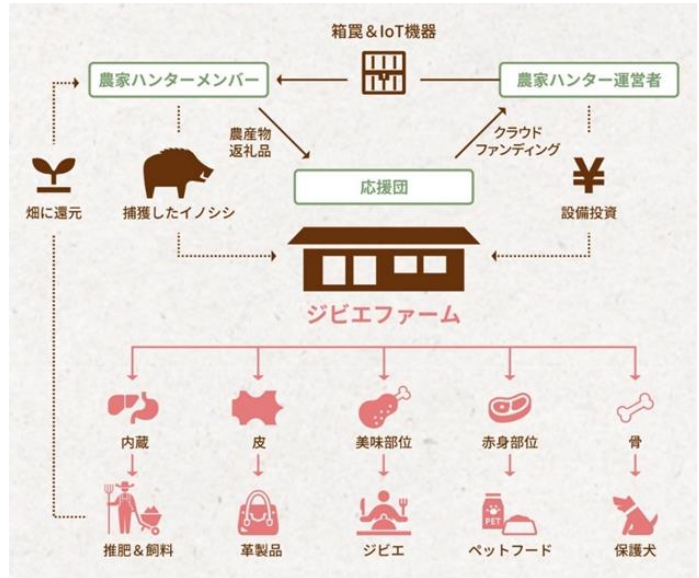 箱罠＆IoT機器
農家ハンターメンバー
農家ハンター運営者
農産物
返礼品
クラウド
ファンディング
応援団
¥
畑に還元
捕獲したイノシシ
設備投資
ジビエファーム
内蔵
皮
美味部位
赤身部位
骨
PET
推肥＆飼料
革製品
ジビエ
ペットフード
保護犬